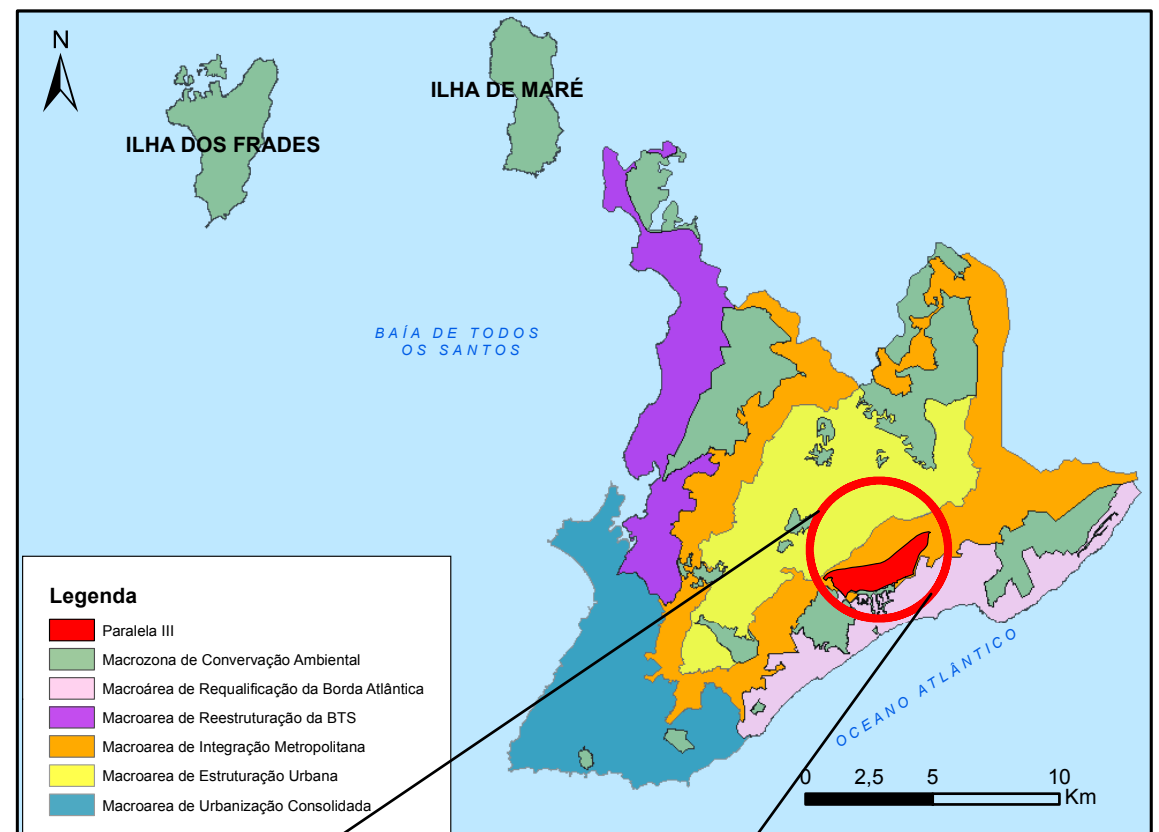 N
ILHA DE MARÉ
ILHA DOS FRADES
BAÍA DE TODOS
OS SANTOS
OCEANO ATLÂNTICO
Legenda
Paralela III
Macrozona de Convervação Ambiental
Macroárea de Requalificação da Borda Atlântica
Macroarea de Reestruturação da BTS
Macroarea de Integração Metropolitana
Macroarea de Estruturação Urbana
Macroarea de Urbanização Consolidada
0 2,5 5 10
Km